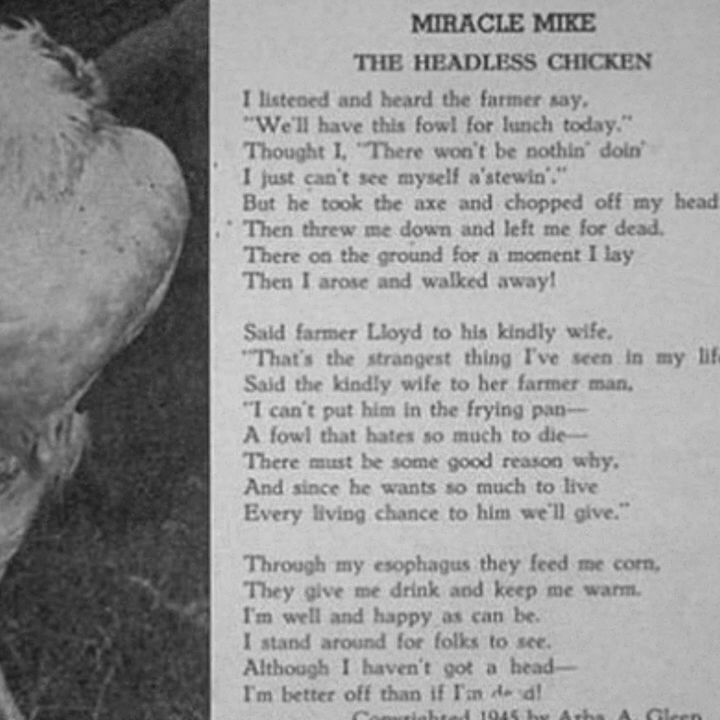 MIRACLE MIKE
THE HEADLESS CHICKEN
I listened and heard the farmer say,
"We'll have this fowl for lunch today."
Thought I, "There won't be nothin' doin'
I just can't see myself a'stewin'."
But he took the axe and chopped off my head
Then threw me down and left me for dead.
There on the ground for a moment I lay
Then I arose and walked away!
Said farmer Lloyd to his kindly wife,
"That's the strangest thing I've seen in my
Said the kindly wife to her farmer man,
"I can't put him in the frying pan—
A fowl that hates so much to die—
There must be some good reason why,
And since he wants so much to live
Every living chance to him we'll give."
Through my esophagus they feed me corn,
They give me drink and keep me warm.
I'm well and happy as can be.
I stand around for folks to see.
Although I haven't got a head—
I'm better off than if I'm
Copyrighted 1945 by A. Gleen